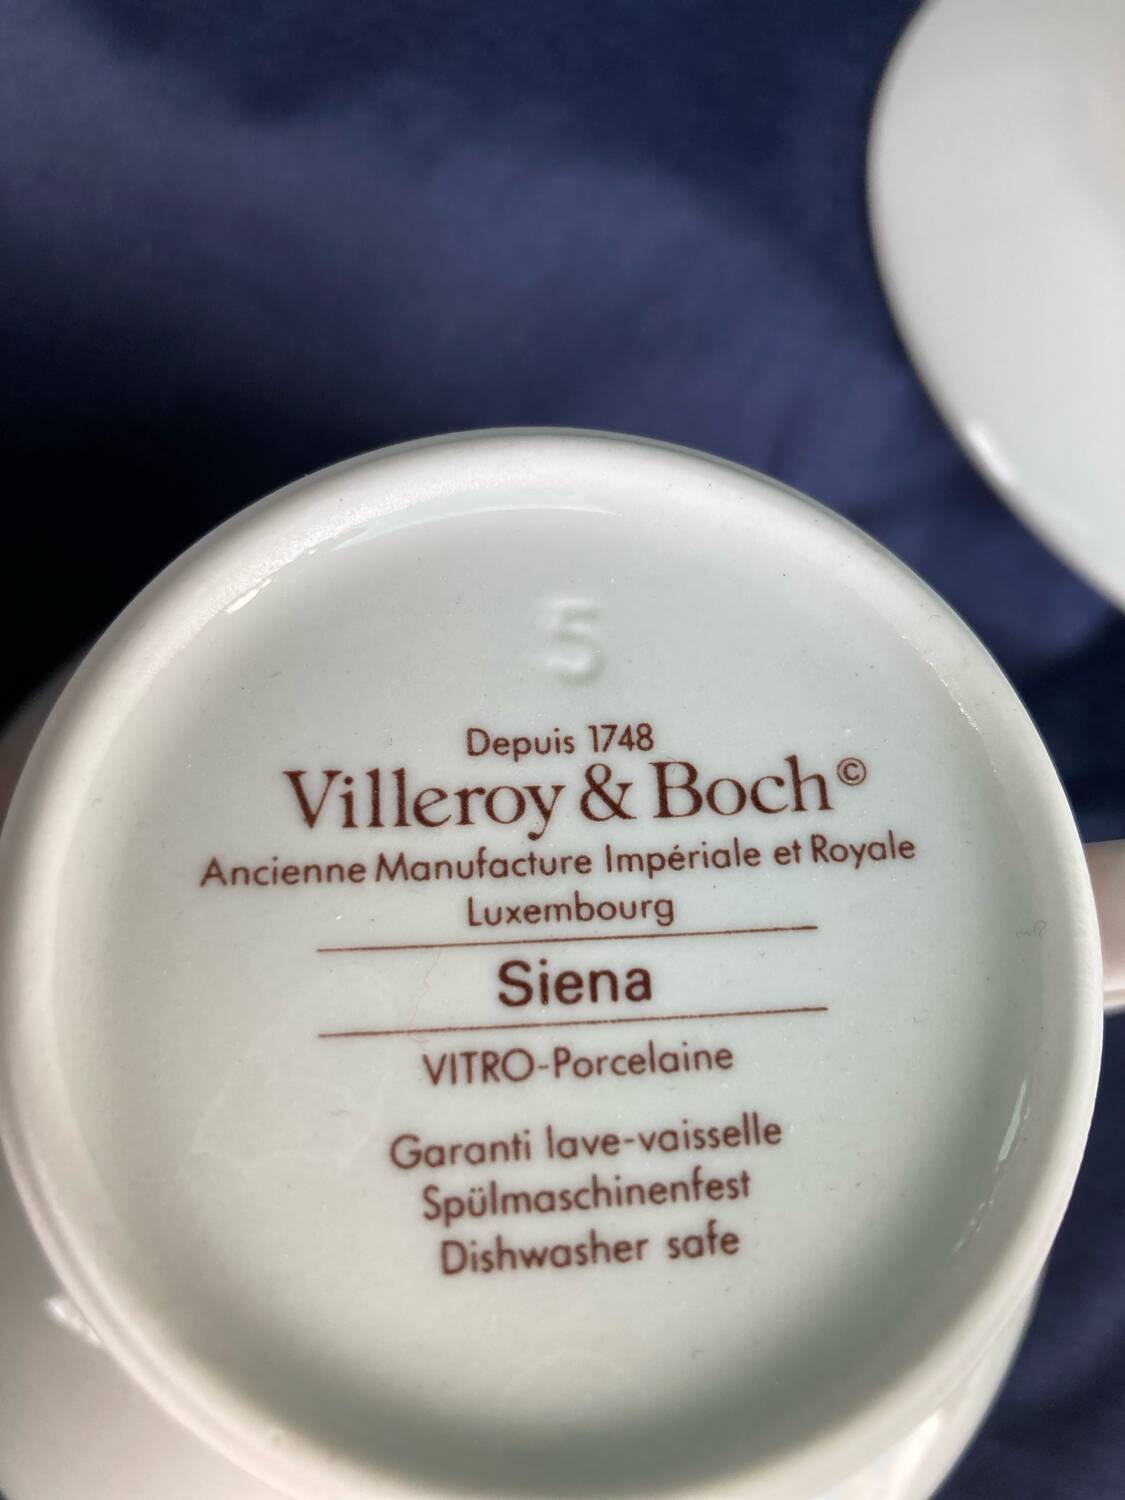 5
Depuis 1748
Villeroy & Boch©
Ancienne Manufacture Impériale et Royale
Luxembourg
Siena
VITRO-Porcelaine
Garanti lave-vaisselle
Spülmaschinenfest
Dishwasher safe